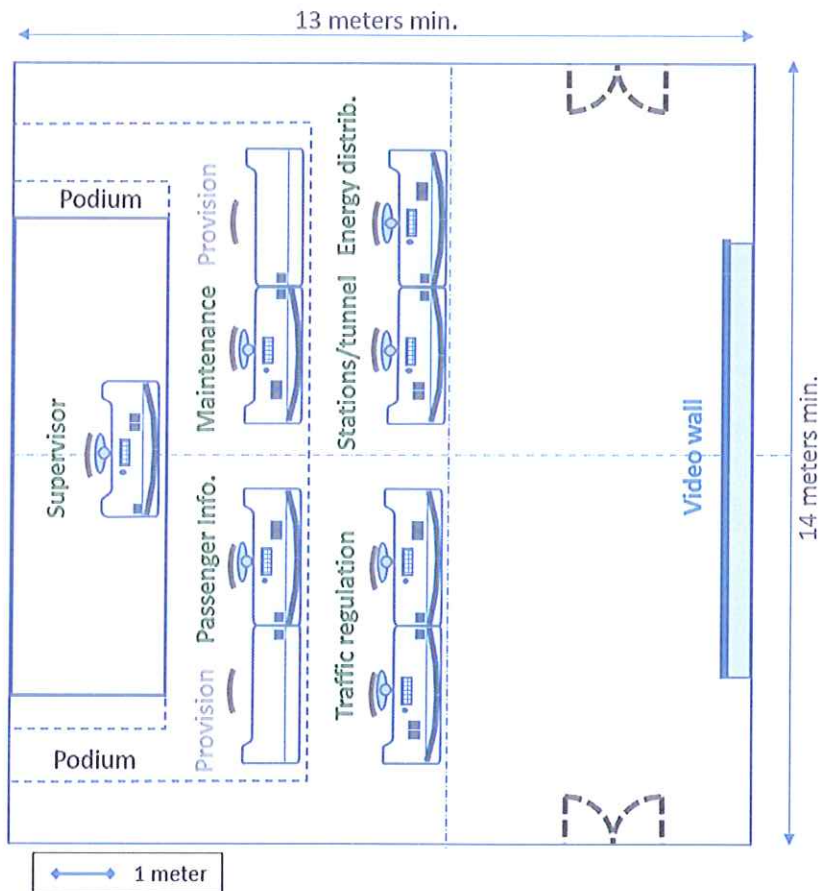 13 meters min.
Podium
Provision
Energy distrib.
Maintenance
Stations/tunnel
Supervisor
Video wall
14 meters min.
Passenger Info.
Traffic regulation
Provision
Podium
1 meter